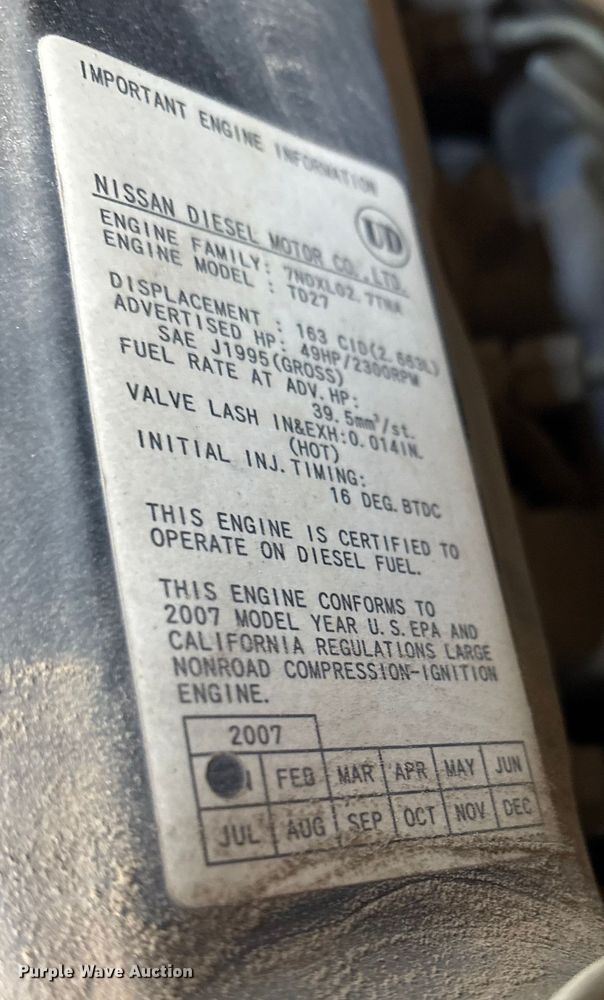 IMPORTANT ENGINE INFORMATION
UD
NISSAN DIESEL MOTOR CO., LTD.
ENGINE FAMILY: 7NDXL02.7TNA
ENGINE MODEL : TD27
DISPLACEMENT : 163 CID(2.663L)
ADVERTISED HP: 49HP/2300RPM
SAE J1995(GROSS)
FUEL RATE AT ADV.HP:
39.5mm³/st.
VALVE LASH IN&EXH:0.014IN.
(HOT)
INITIAL INJ.TIMING:
16 DEG.BTDC
THIS ENGINE IS CERTIFIED TO
OPERATE ON DIESEL FUEL.
THIS ENGINE CONFORMS TO
2007 MODEL YEAR U.S.EPA AND
CALIFORNIA REGULATIONS LARGE
NONROAD COMPRESSION-IGNITION
ENGINE.
2007
FEB MAR APR MAY JUN
JUL AUG SEP OCT NOV DEC
Purple Wave Auction